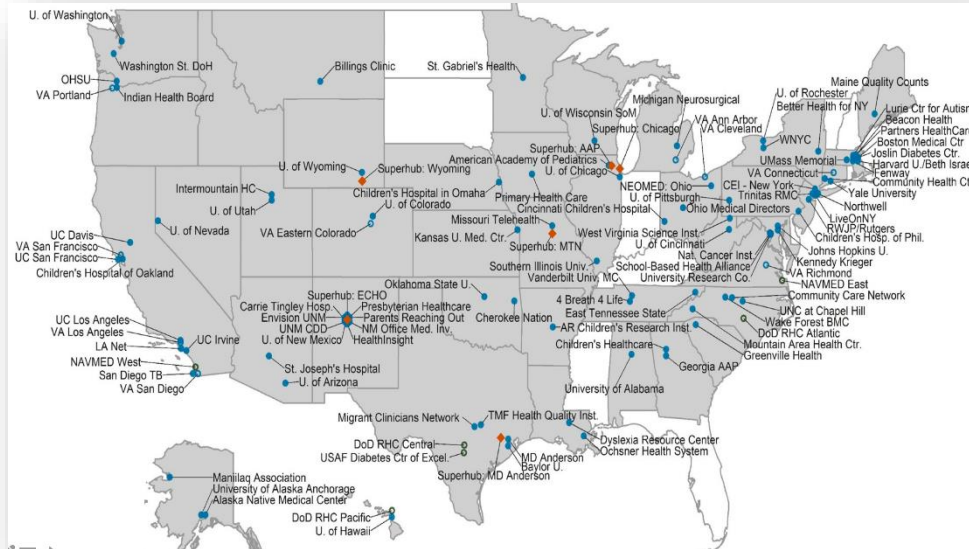 U. of Washington
Washington St. DoH
OHSU
VA Portland
Indian Health Board
Billings Clinic
St. Gabriel's Health
U. of Wyoming
Superhub: Wyoming
Intermountain HC
U. of Utah
U. of Nevada
Children's Hospital in Omaha
U. of Colorado
VA Eastern Colorado
UC Davis
VA San Francisco
UC San Francisco
Children's Hospital of Oakland
UC Los Angeles
VA Los Angeles
LA Net
UC Irvine
NAVMED West
San Diego TB
VA San Diego
Superhub: ECHO
Carrie Tingley Hosp.
Presbyterian Healthcare
Envision UNM
Parents Reaching Out
UNM CDD
NM Office Med. Inv.
U. of New Mexico
HealthInsight
St. Joseph's Hospital
U. of Arizona
Oklahoma State U.
Cherokee Nation
Kansas U. Med. Ctr.
Missouri Telehealth
Superhub: MTN
Primary Health Care
U. of Wisconsin SoM
Superhub: Chicago
Superhub: AAP
American Academy of Pediatrics
U. of Chicago
Michigan Neurosurgical
VA Ann Arbor
VA Cleveland
NEOMED: Ohio
U. of Pittsburgh
Cincinnati Children's Hospital
Ohio Medical Directors
West Virginia Science Inst.
U. of Cincinnati
Southern Illinois Univ.
Nat. Cancer Inst.
School-Based Health Alliance
Vanderbilt Univ. MC
University Research Co.
4 Breath 4 Life
East Tennessee State
AR Children's Research Inst.
Children's Healthcare
Georgia AAP
University of Alabama
Maine Quality Counts
U. of Rochester
Better Health for NY
WNYC
Lurie Ctr for Autism
Beacon Health
Partners HealthCare
Boston Medical Ctr
Joslin Diabetes Ctr.
UMass Memorial
Harvard U./Beth Israel
VA Connecticut
Fenway
Community Health Ctr
CEI - New York
Yale University
Trinitas RMC
Northwell
LiveOnNY
RWJP/Rutgers
Children's Hosp. of Phil.
Johns Hopkins U.
Kennedy Krieger
VA Richmond
NAVMED East
Community Care Network
UNC at Chapel Hill
Wake Forest BMC
DoD RHC Atlantic
Mountain Area Health Ctr.
Greenville Health
Migrant Clinicians Network
TMF Health Quality Inst.
DoD RHC Central
USAF Diabetes Ctr of Excel.
MD Anderson
Baylor U.
Superhub: MD Anderson
Dyslexia Resource Center
Ochsner Health System
Maniilaq Association
University of Alaska Anchorage
Alaska Native Medical Center
DoD RHC Pacific
U. of Hawaii